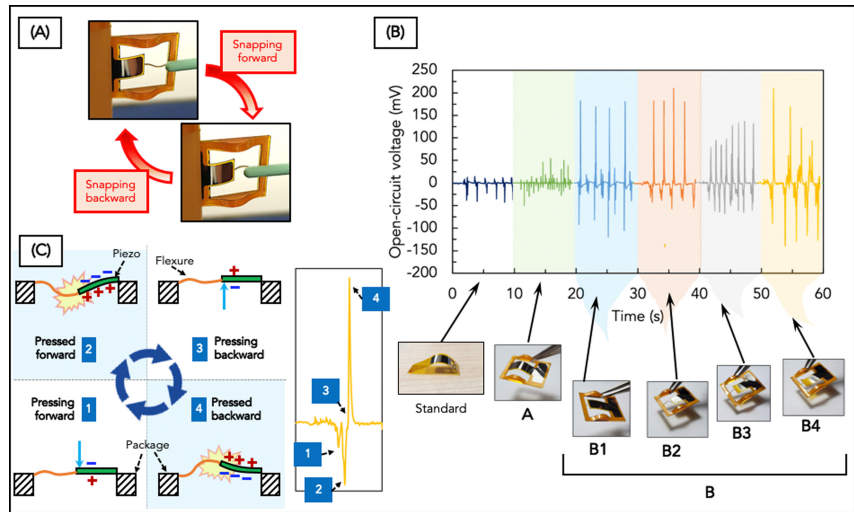 (A)
Snapping
forward
Snapping
backward
(B)
Open-circuit voltage (mV)
250
200
150
100
50
0
-50
-100
-150
-200
0
10
20
30
40
50
60
Time (s)
Standard
A
B1
B2
B3
B4
B
(C)
Piezo
Flexure
Pressed
forward
2
3
Pressing
backward
Pressing
forward
1
4
Pressed
backward
Package
4
3
1
2